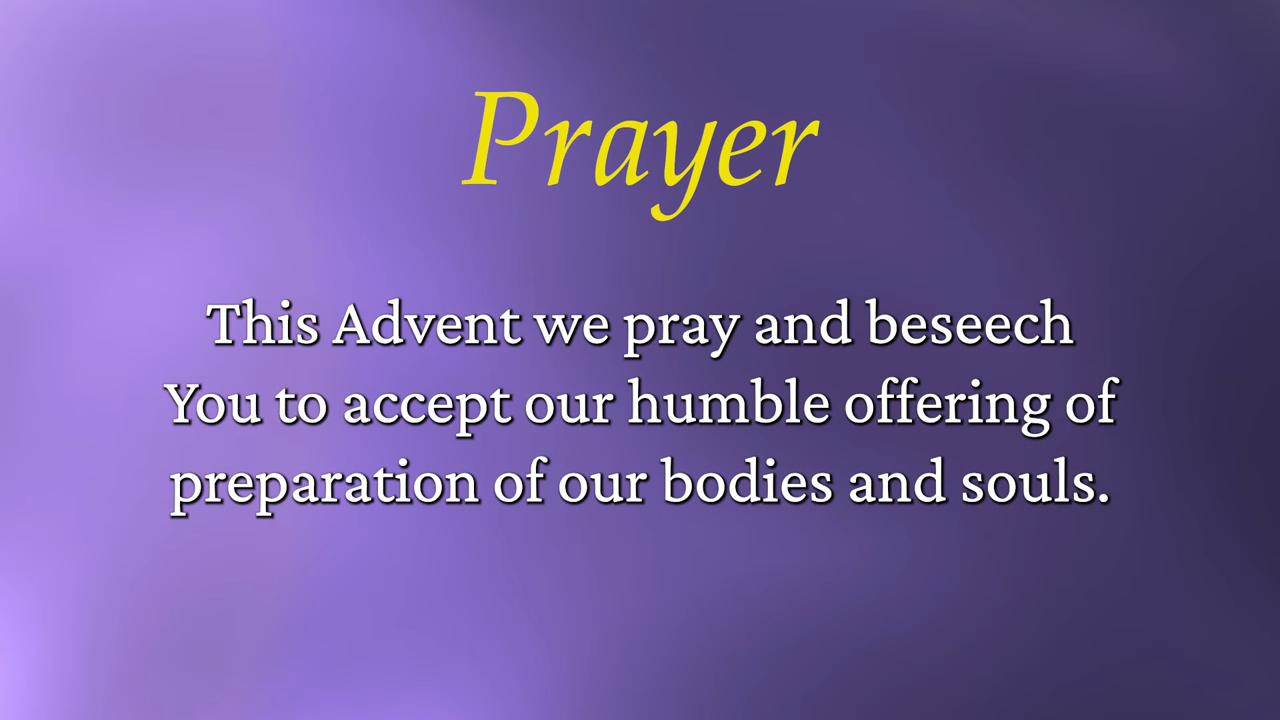 Prayer
This Advent we pray and beseech
You to accept our humble offering of
preparation of our bodies and souls.